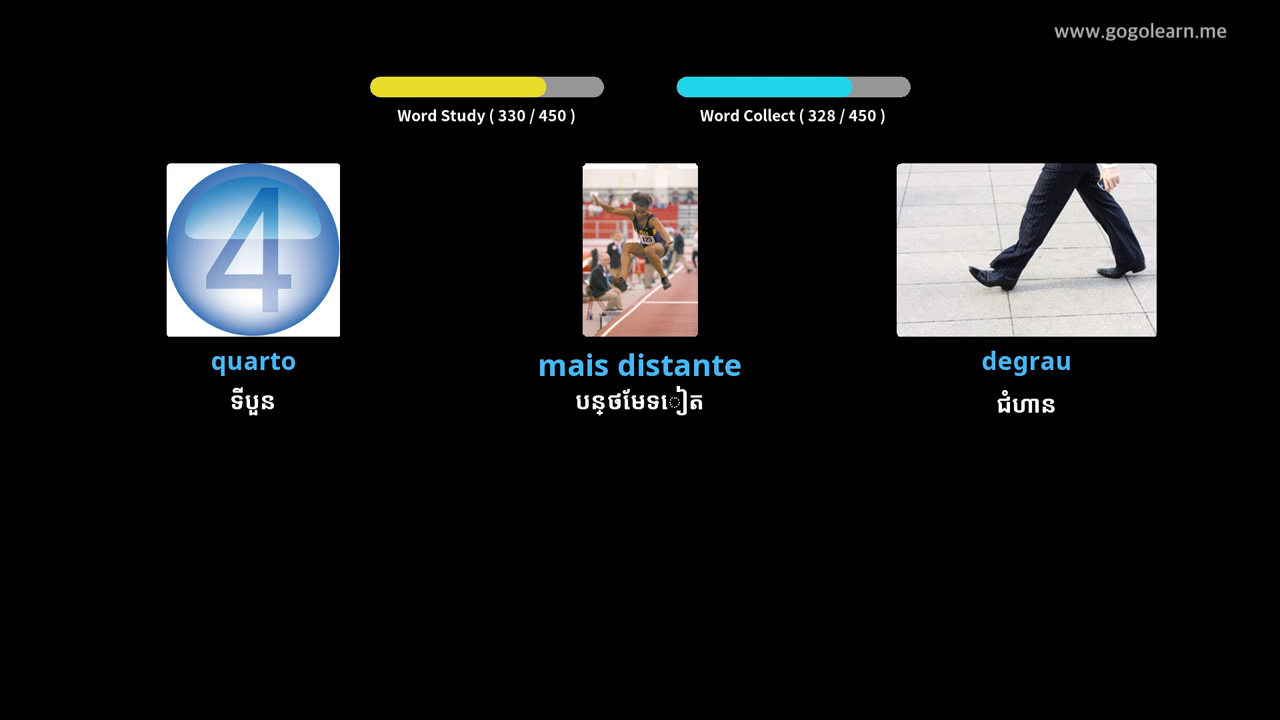 www.gogolearn.me
Word Study ( 330 / 450 )
Word Collect ( 328 / 450 )
4
quarto
mais distante
degrau
ទីបួន
បន្ថមែទៀត
ជំហាន